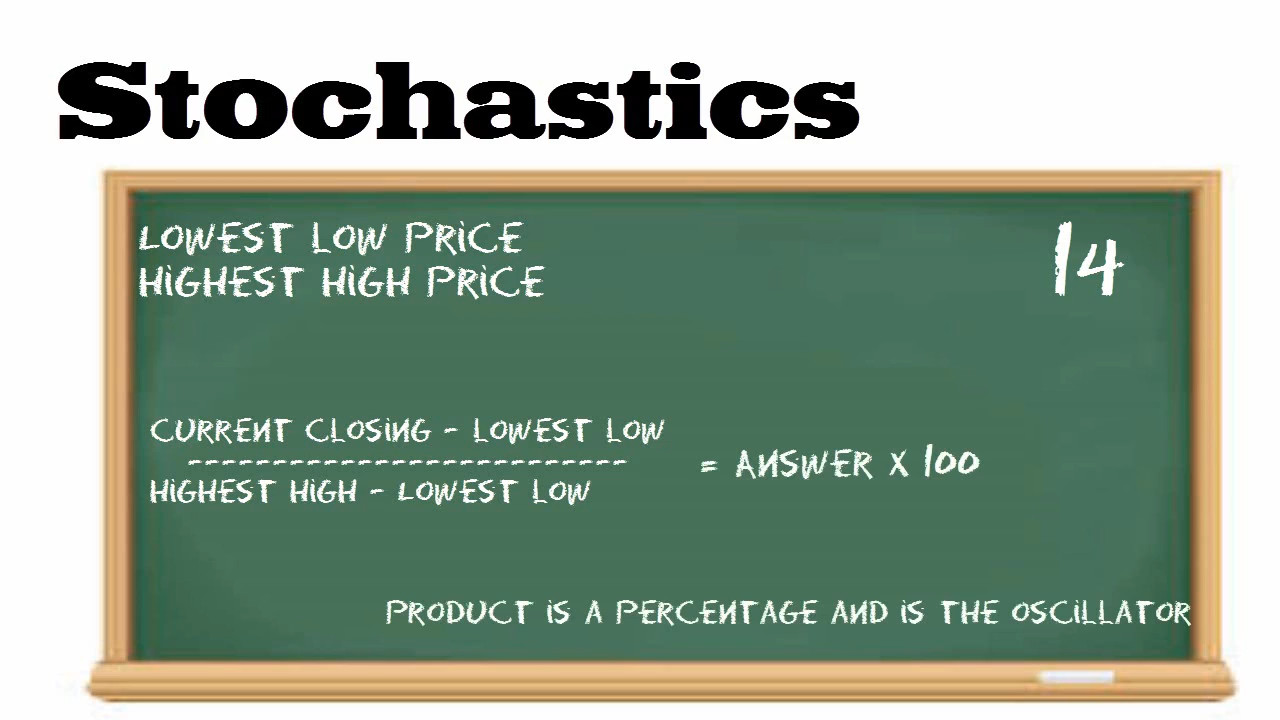 Stochastics
LOWEST LOW PRICE
HIGHEST HIGH PRICE
14
CURRENT CLOSING - LOWEST LOW
--------------------------
HIGHEST HIGH - LOWEST LOW
= ANSWER X 100
PRODUCT IS A PERCENTAGE AND IS THE OSCILLATOR